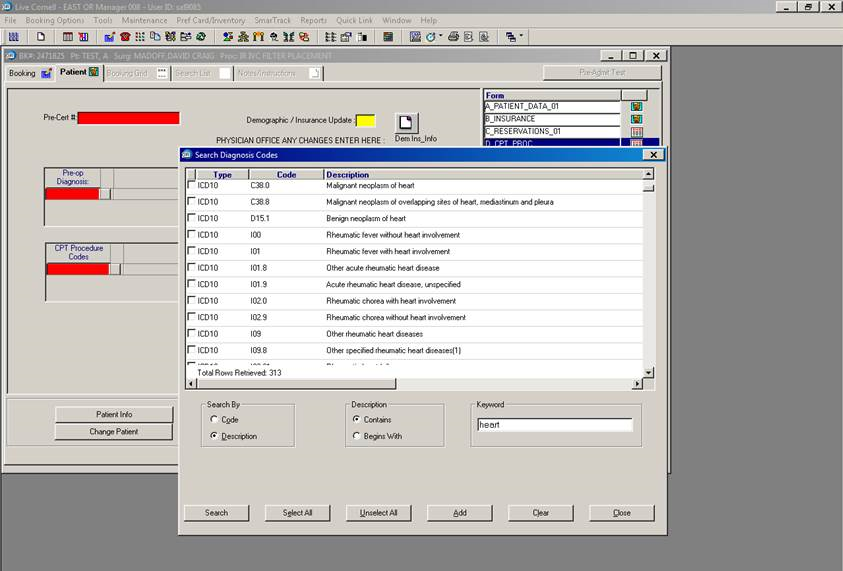 Live Cornell - EAST OR Manager 008 - User ID: sxl9085
File Booking Options Tools Maintenance Pref Card/Inventory SmarTrack Reports Quick Link Window Help
BK#: 2471825 Pt: TEST, A Surg: MADOFF,DAVID CRAIG Proc: IR IVC FILTER PLACEMENT
Booking Patient Booking Grid Search List Notes/Instructions Pre-Admit Test
Form
A_PATIENT_DATA_01
B_INSURANCE
C_RESERVATIONS_01
D_CPT_PROC
Pre-Cert #:
Demographic / Insurance Update :
Dem Ins_Info
PHYSICIAN OFFICE ANY CHANGES ENTER HERE :
Pre-op
Diagnosis:
CPT Procedure
Codes
Patient Info
Change Patient
Search Diagnosis Codes
Type Code Description
ICD10 C38.0 Malignant neoplasm of heart
ICD10 C38.8 Malignant neoplasm of overlapping sites of heart, mediastinum and pleura
ICD10 D15.1 Benign neoplasm of heart
ICD10 I00 Rheumatic fever without heart involvement
ICD10 I01 Rheumatic fever with heart involvement
ICD10 I01.8 Other acute rheumatic heart disease
ICD10 I01.9 Acute rheumatic heart disease, unspecified
ICD10 I02.0 Rheumatic chorea with heart involvement
ICD10 I02.9 Rheumatic chorea without heart involvement
ICD10 I09 Other rheumatic heart diseases
ICD10 I09.8 Other specified rheumatic heart diseases(1)
ICD10
Total Rows Retrieved: 313
Search By
Code
Description
Description
Contains
Begins With
Keyword
heart
Search Select All Unselect All Add Clear Close